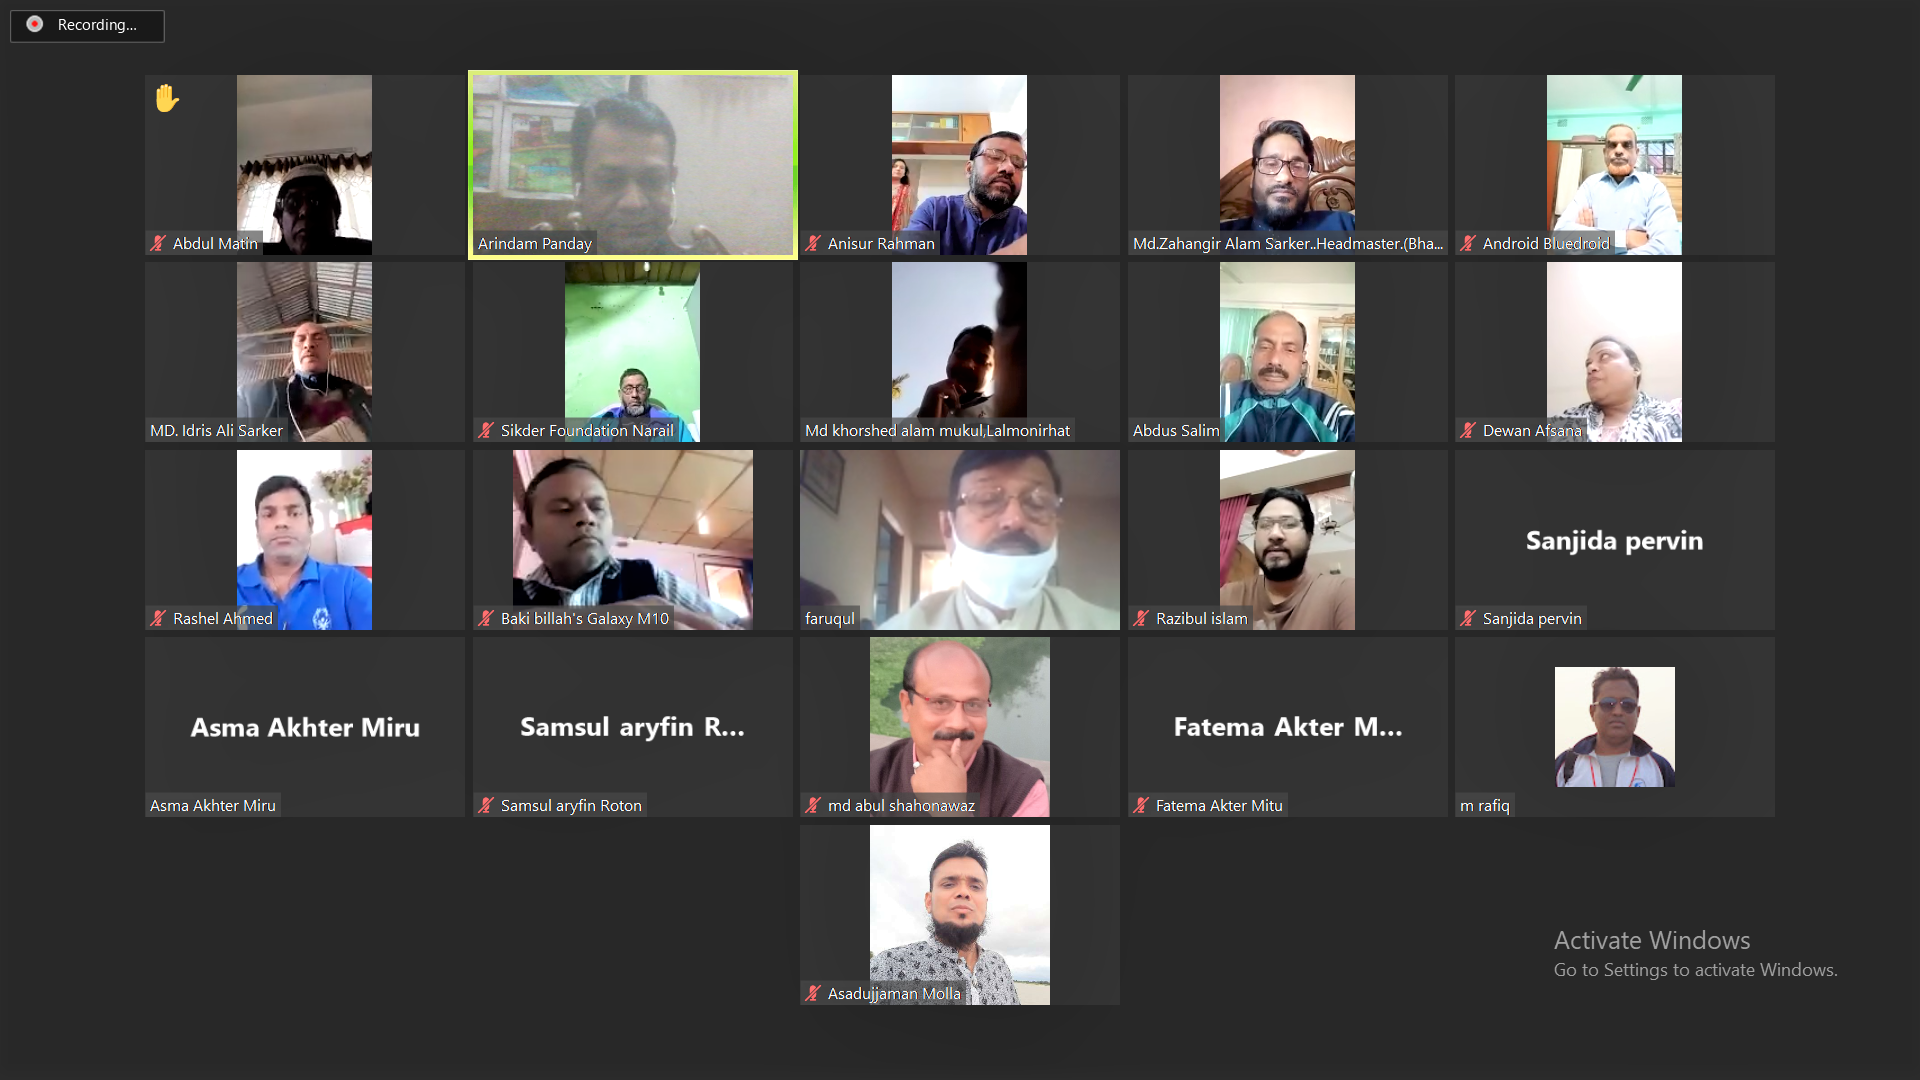 Recording...
Abdul Matin
Arindam Panday
Anisur Rahman
Md.Zahangir Alam Sarker..Headmaster.(Bha...
Android Bluedroid
MD. Idris Ali Sarker
Sikder Foundation Narail
Md khorshed alam mukul,Lalmonirhat
Abdus Salim
Dewan Afsana
Rashel Ahmed
Baki billah's Galaxy M10
faruqul
Razibul islam
Sanjida pervin
Sanjida pervin
Asma Akhter Miru
Asma Akhter Miru
Samsul aryfin R...
Samsul aryfin Roton
md abul shahonawaz
Fatema Akter M...
Fatema Akter Mitu
m rafiq
Asadujjaman Molla
Activate Windows
Go to Settings to activate Windows.